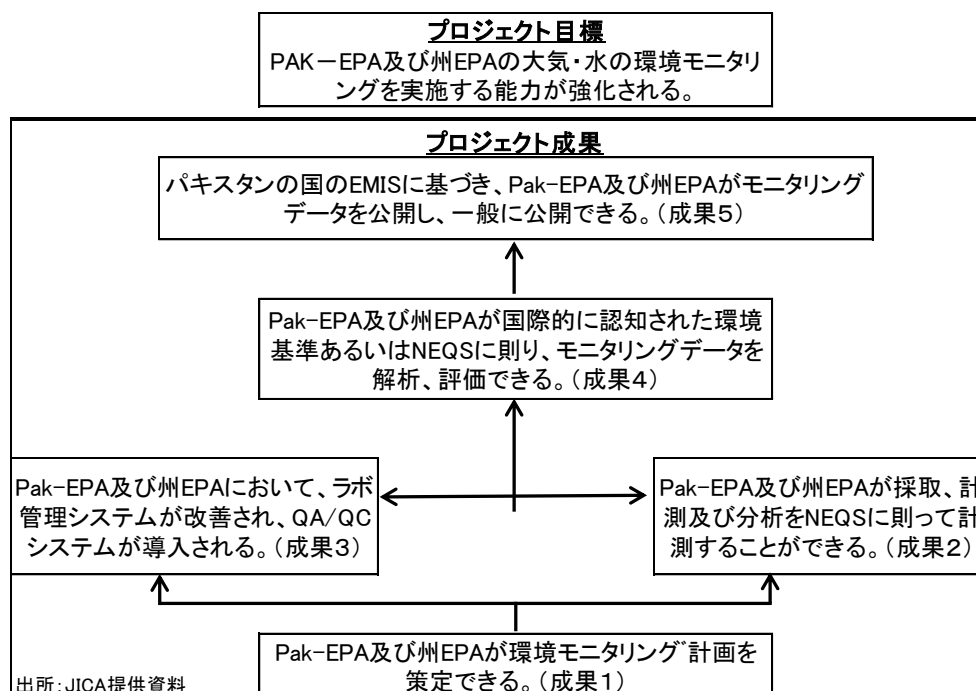 プロジェクト目標
PAK－EPA及び州EPAの大気・水の環境モニタリ
ングを実施する能力が強化される。
プロジェクト成果
パキスタンの国のEMISに基づき、Pak-EPA及び州EPAがモニタリング
データを公開し、一般に公開できる。（成果５）
Pak-EPA及び州EPAが国際的に認知された環境
基準あるいはNEQSに則り、モニタリングデータを
解析、評価できる。（成果４）
Pak-EPA及び州EPAにおいて、ラボ
管理システムが改善され、QA/QC
システムが導入される。（成果３）
Pak-EPA及び州EPAが採取、計
測及び分析をNEQSに則って計
測することができる。（成果２）
Pak-EPA及び州EPAが環境モニタリング゛計画を
策定できる。（成果１）
出所：JICA提供資料